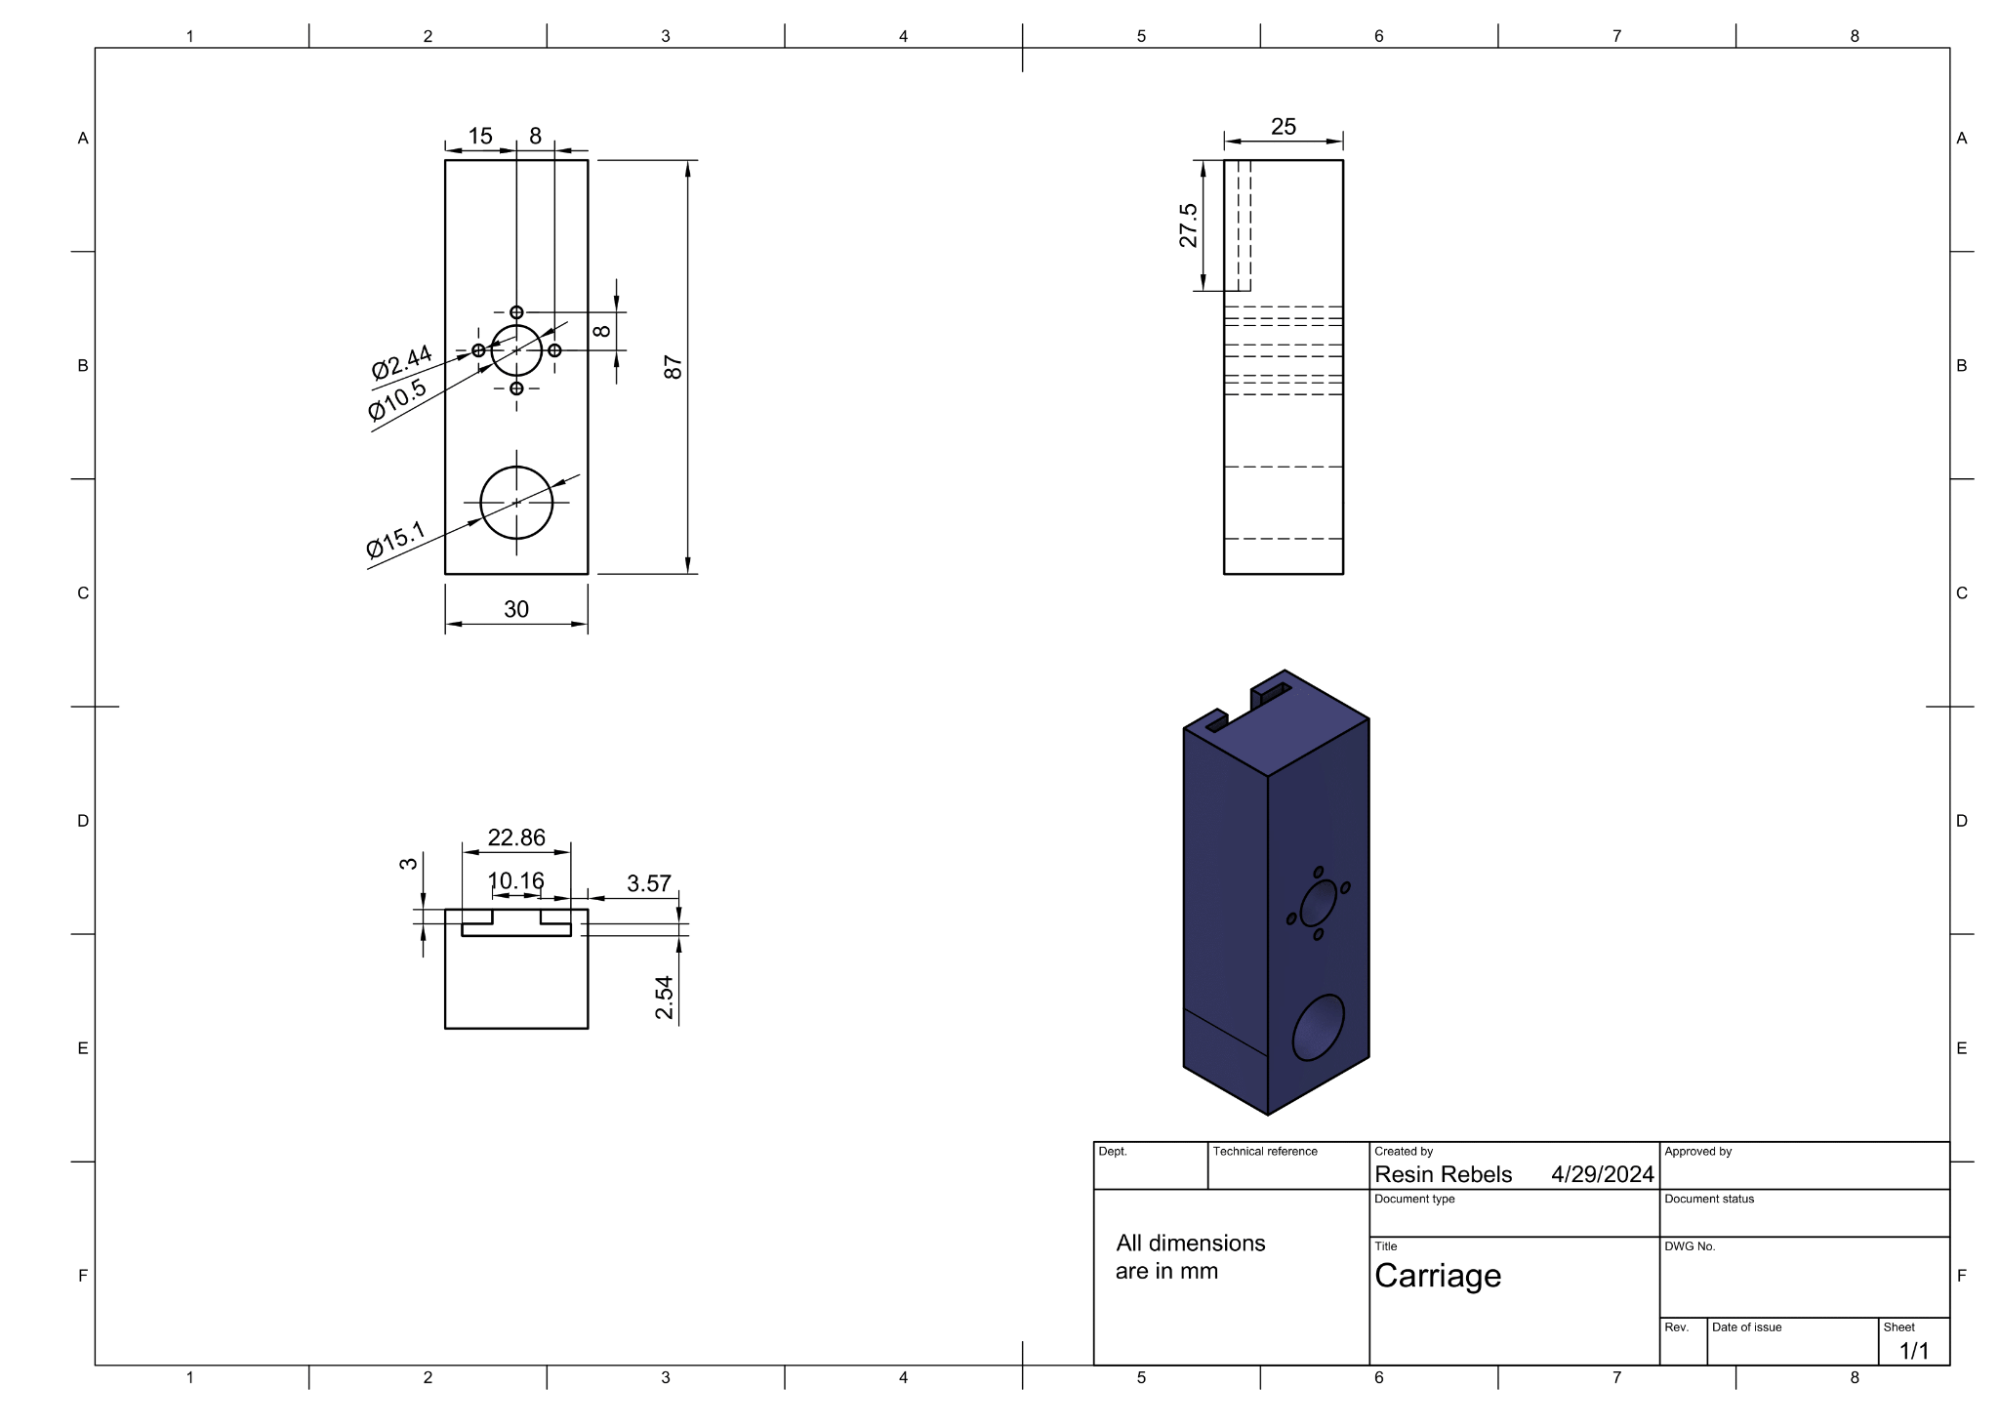 1 2 3 4 5 6 7 8
A A
15 8
25
27.5
8
87
B B
Ø2.44
Ø10.5
Ø15.1
C C
30
D D
22.86
3
10.16
3.57
2.54
E E
Dept.
Technical reference
Created by
Resin Rebels 4/29/2024
Approved by
Document type
Document status
All dimensions
are in mm
Title
Carriage
DWG No.
F F
Rev.
Date of issue
Sheet
1/1
1 2 3 4 5 6 7 8